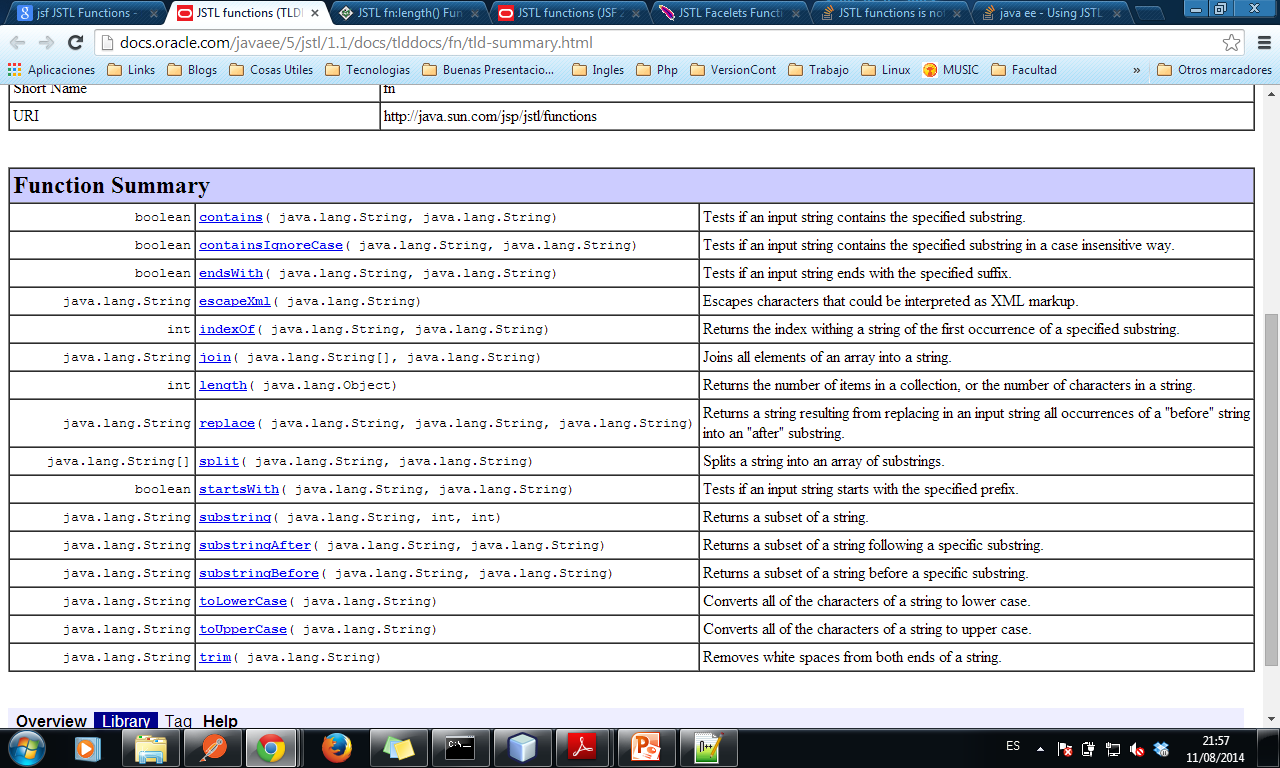 jsf JSTL Functions -
JSTL functions (TLD
JSTL fn:length() Fun
JSTL functions (JSF 2
JSTL Facelets Functi
JSTL functions is not
java ee - Using JSTL
docs.oracle.com/javaee/5/jstl/1.1/docs/tlddocs/fn/tld-summary.html
Aplicaciones Links Blogs Cosas Utiles Tecnologias Buenas Presentacio... Ingles Php VersionCont Trabajo Linux MUSIC Facultad » Otros marcadores
Short Name fn
URI http://java.sun.com/jsp/jstl/functions
Function Summary
boolean contains( java.lang.String, java.lang.String) Tests if an input string contains the specified substring.
boolean containsIgnoreCase( java.lang.String, java.lang.String) Tests if an input string contains the specified substring in a case insensitive way.
boolean endsWith( java.lang.String, java.lang.String) Tests if an input string ends with the specified suffix.
java.lang.String escapeXml( java.lang.String) Escapes characters that could be interpreted as XML markup.
int indexOf( java.lang.String, java.lang.String) Returns the index withing a string of the first occurrence of a specified substring.
java.lang.String join( java.lang.String[], java.lang.String) Joins all elements of an array into a string.
int length( java.lang.Object) Returns the number of items in a collection, or the number of characters in a string.
java.lang.String replace( java.lang.String, java.lang.String, java.lang.String) Returns a string resulting from replacing in an input string all occurrences of a "before" string
into an "after" substring.
java.lang.String[] split( java.lang.String, java.lang.String) Splits a string into an array of substrings.
boolean startsWith( java.lang.String, java.lang.String) Tests if an input string starts with the specified prefix.
java.lang.String substring( java.lang.String, int, int) Returns a subset of a string.
java.lang.String substringAfter( java.lang.String, java.lang.String) Returns a subset of a string following a specific substring.
java.lang.String substringBefore( java.lang.String, java.lang.String) Returns a subset of a string before a specific substring.
java.lang.String toLowerCase( java.lang.String) Converts all of the characters of a string to lower case.
java.lang.String toUpperCase( java.lang.String) Converts all of the characters of a string to upper case.
java.lang.String trim( java.lang.String) Removes white spaces from both ends of a string.
Overview Library Tag Help
ES
21:57
11/08/2014